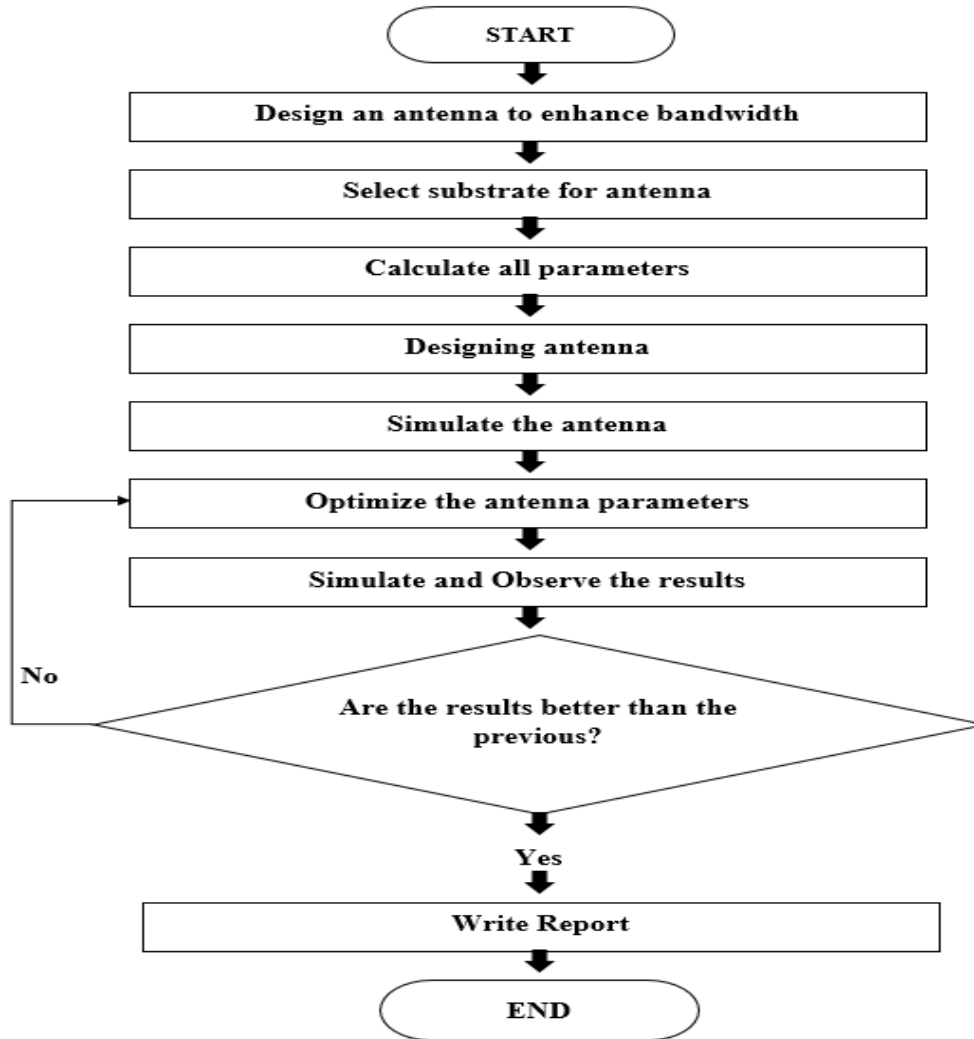 START
Design an antenna to enhance bandwidth
Select substrate for antenna
Calculate all parameters
Designing antenna
Simulate the antenna
Optimize the antenna parameters
Simulate and Observe the results
No
Are the results better than the
previous?
Yes
Write Report
END